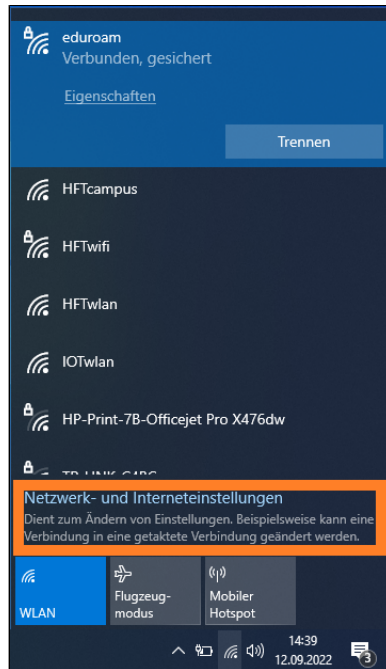 eduroam
Verbunden, gesichert
Eigenschaften
Trennen
HFTcampus
HFTwifi
HFTwlan
IOTwlan
HP-Print-7B-Officejet Pro X476dw
Netzwerk- und Interneteinstellungen
Dient zum Ändern von Einstellungen. Beispielsweise kann eine
Verbindung in eine getaktete Verbindung geändert werden.
WLAN
Flugzeug-
modus
Mobiler
Hotspot
14:39
12.09.2022
3